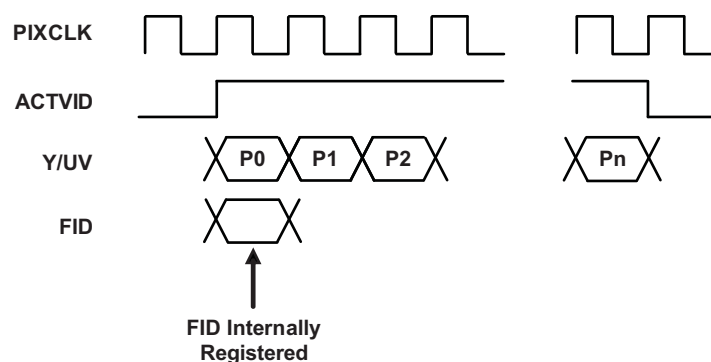 PIXCLK
ACTVID
Y/UV P0 P1 P2 Pn
FID
FID Internally
Registered